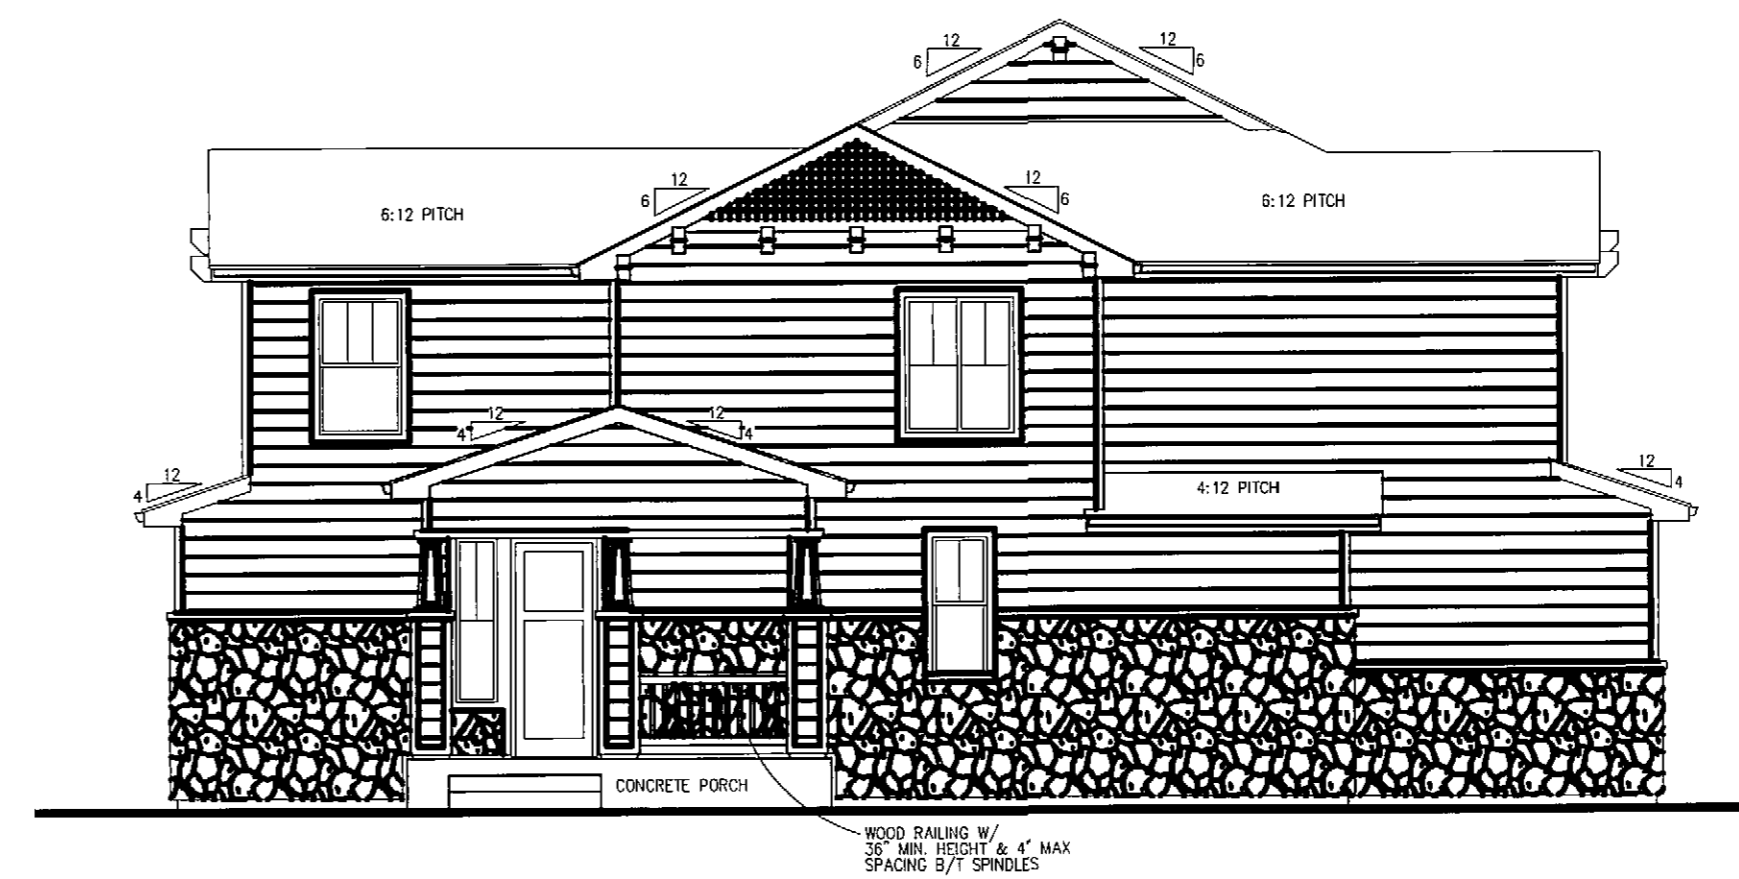 12
12
6
6
12
12
6
6
6:12 PITCH
6:12 PITCH
12
12
4
4
12
12
4
4
4:12 PITCH
CONCRETE PORCH
WOOD RAILING W/
36" MIN. HEIGHT & 4" MAX
SPACING B/T SPINDLES